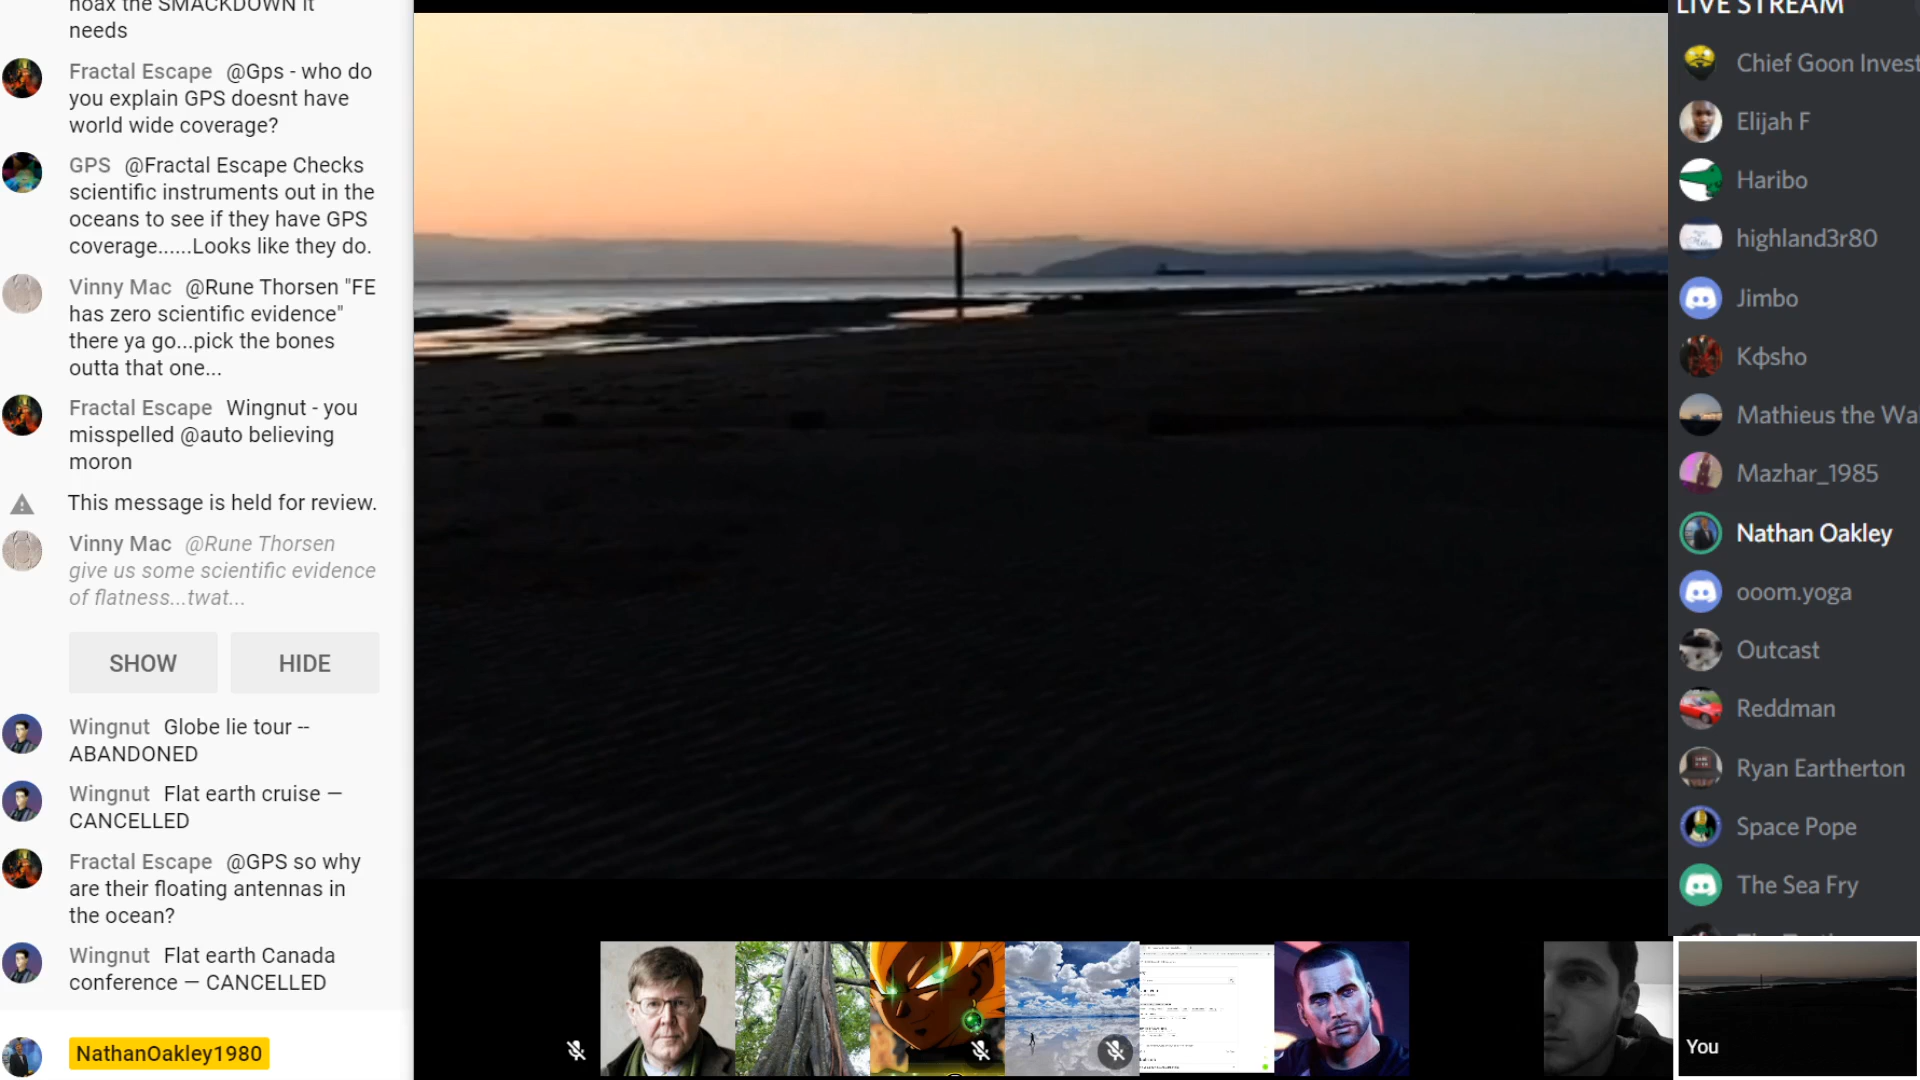 hoax the SMACKDOWN it
needs
Fractal Escape @Gps - who do
you explain GPS doesnt have
world wide coverage?
GPS @Fractal Escape Checks
scientific instruments out in the
oceans to see if they have GPS
coverage......Looks like they do.
Vinny Mac @Rune Thorsen "FE
has zero scientific evidence"
there ya go...pick the bones
outta that one...
Fractal Escape Wingnut - you
misspelled @auto believing
moron
This message is held for review.
Vinny Mac @Rune Thorsen
give us some scientific evidence
of flatness...twat...
SHOW HIDE
Wingnut Globe lie tour --
ABANDONED
Wingnut Flat earth cruise —
CANCELLED
Fractal Escape @GPS so why
are their floating antennas in
the ocean?
Wingnut Flat earth Canada
conference — CANCELLED
NathanOakley1980
LIVE STREAM
Chief Goon Invest
Elijah F
Haribo
highland3r80
Jimbo
Kфsho
Mathieus the Wa
Mazhar_1985
Nathan Oakley
ooom.yoga
Outcast
Reddman
Ryan Eartherton
Space Pope
The Sea Fry
You